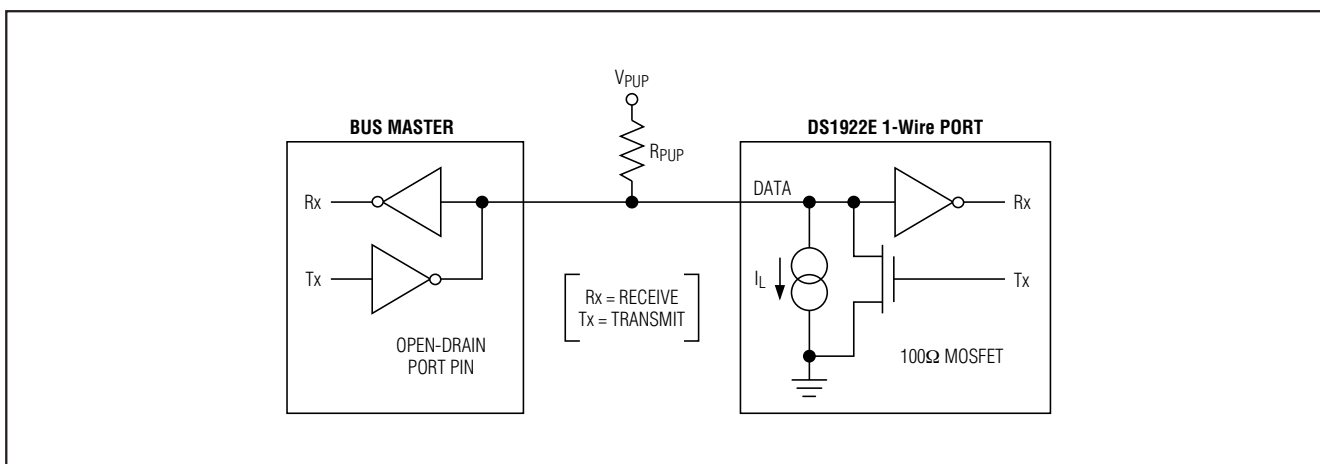 VPUP
BUS MASTER
DS1922E 1-Wire PORT
RPUP
DATA
Rx
Rx
Tx
IL
Tx
Rx = RECEIVE
Tx = TRANSMIT
OPEN-DRAIN
PORT PIN
100Ω MOSFET